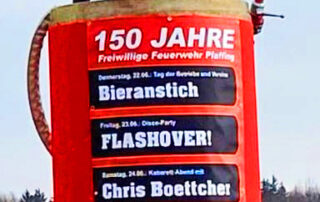 150 JAHRE
Freiwillige Feuerwehr Pfaffing
Donnerstag, 22.06.: Tag der Betriebe und Vereine
Bieranstich
Freitag, 23.06.: Disco-Party
FLASHOVER!
Samstag, 24.06.: Kabarett-Abend mit
Chris Boettcher